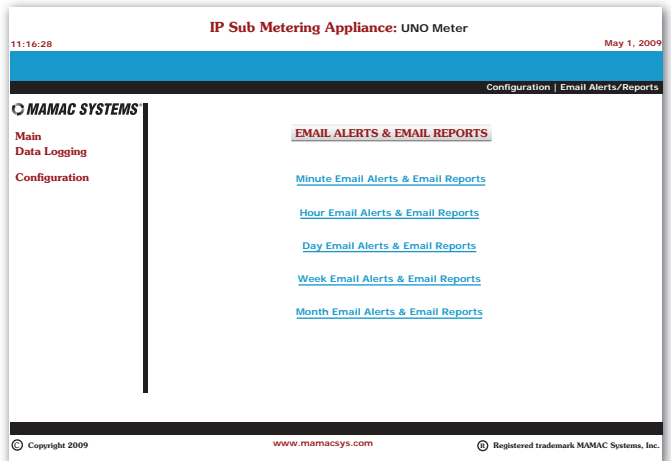 IP Sub Metering Appliance: UNO Meter
11:16:28 May 1, 2009
Configuration | Email Alerts/Reports
MAMAC SYSTEMS®
EMAIL ALERTS & EMAIL REPORTS
Main
Data Logging
Configuration
Minute Email Alerts & Email Reports
Hour Email Alerts & Email Reports
Day Email Alerts & Email Reports
Week Email Alerts & Email Reports
Month Email Alerts & Email Reports
© Copyright 2009 www.mamacsys.com ® Registered trademark MAMAC Systems, Inc.